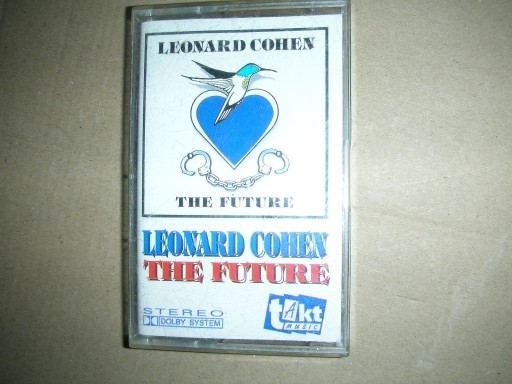 LEONARD COHEN
THE FUTURE
LEONARD COHEN
THE FUTURE
STEREO
DOLBY SYSTEM
takt
MUSIC